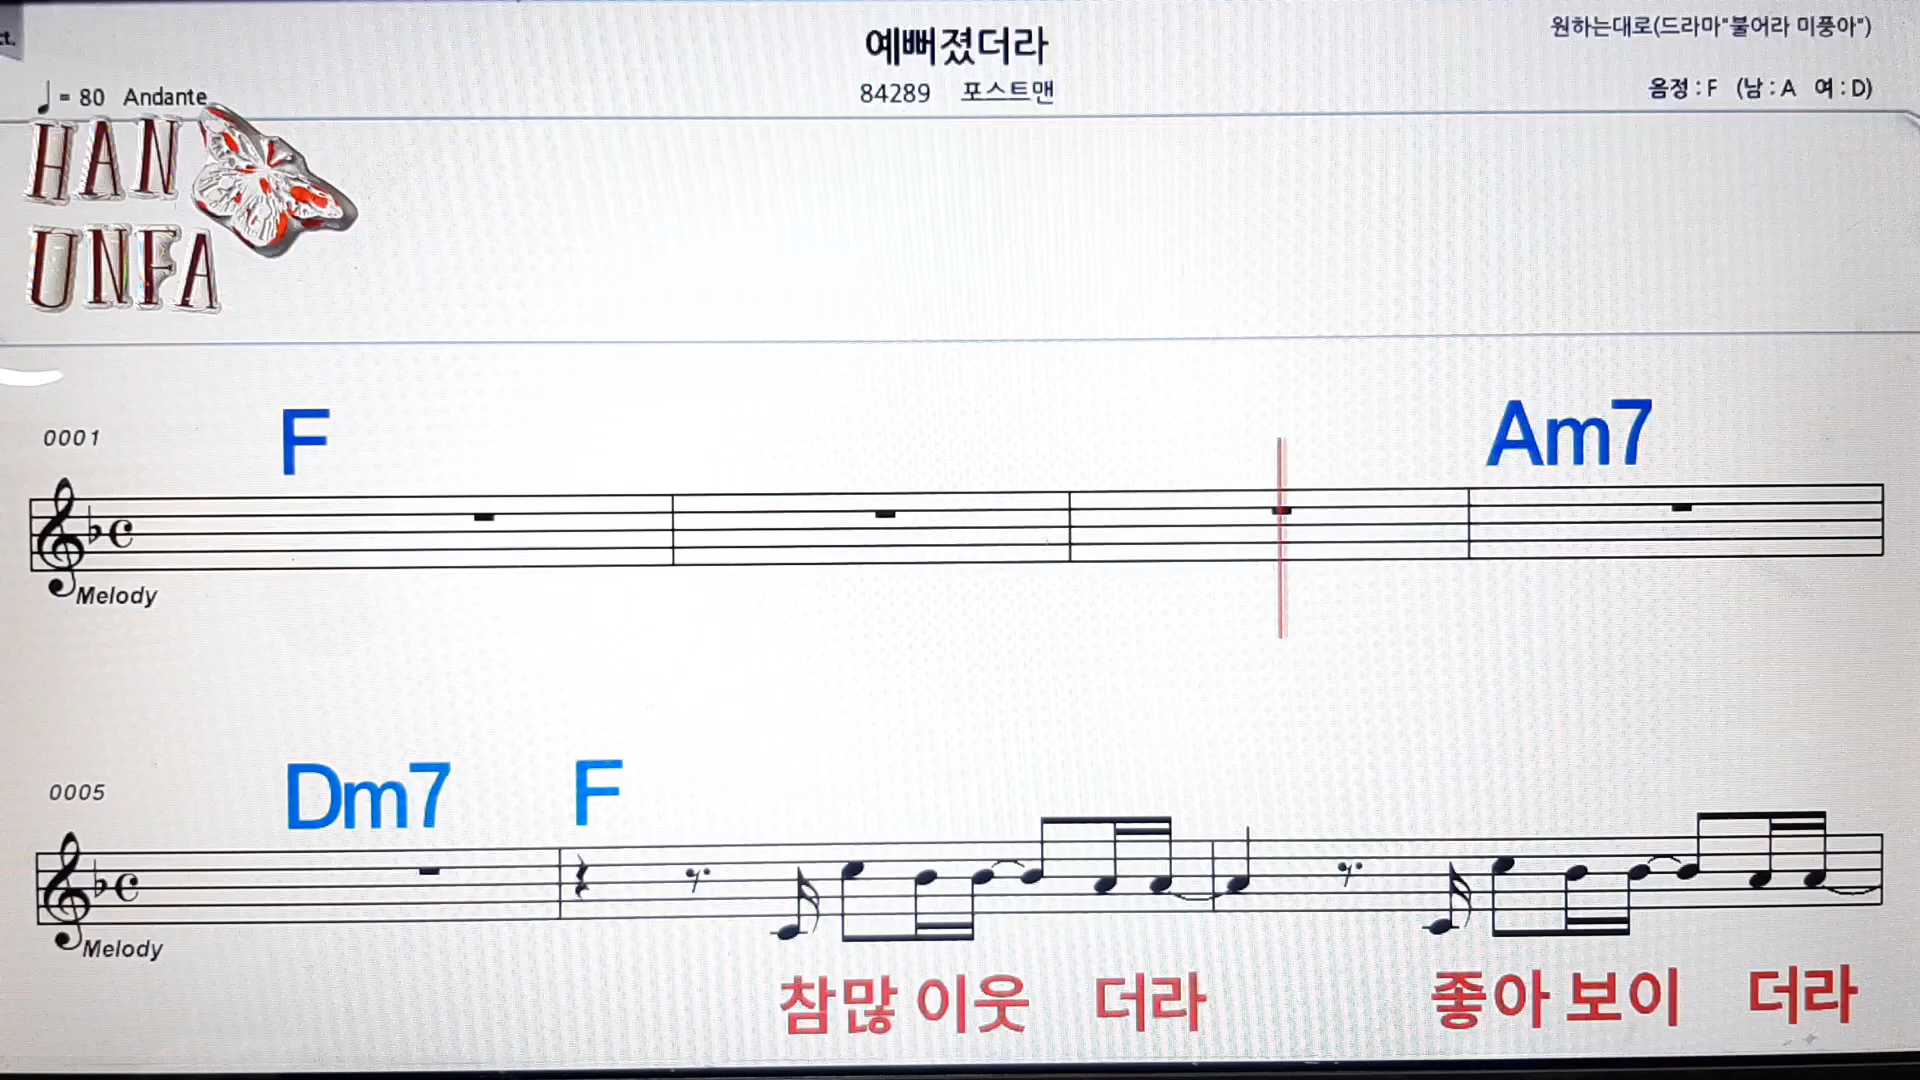 예뻐졌더라
원하는대로(드라마"불어라 미풍아")
♩= 80 Andante
84289 포스트맨
음정 : F (남 : A 여 : D)
HAN
UNFA
0001 F Am7
Melody
0005 Dm7 F
Melody
참많 이웃 더라 좋아 보이 더라